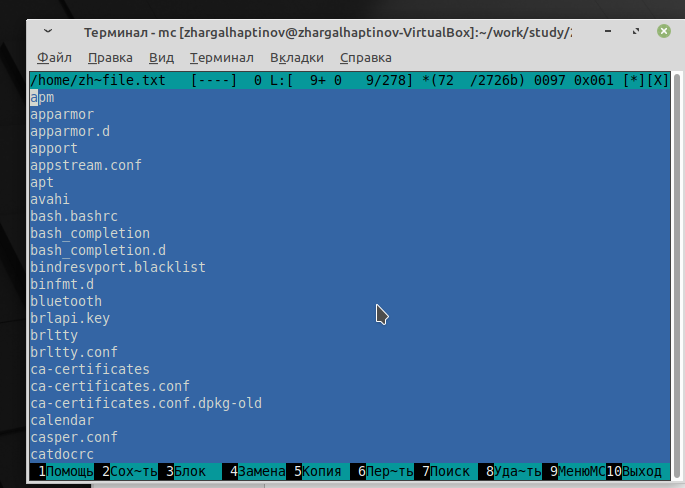 Терминал - mc [zhargalhaptinov@zhargalhaptinov-VirtualBox]:~/work/study/2
Файл Правка Вид Терминал Вкладки Справка
/home/zh~file.txt [----] 0 L:[ 9+ 0 9/278] *(72 /2726b) 0097 0x061 [*][X]
apm
apparmor
apparmor.d
apport
appstream.conf
apt
avahi
bash.bashrc
bash_completion
bash_completion.d
bindresvport.blacklist
binfmt.d
bluetooth
brlapi.key
brltty
brltty.conf
ca-certificates
ca-certificates.conf
ca-certificates.conf.dpkg-old
calendar
casper.conf
catdocrc
1Помощь 2Сох~ть 3Блок 4Замена 5Копия 6Пер~ть 7Поиск 8Уда~ть 9МенюMC 10Выход